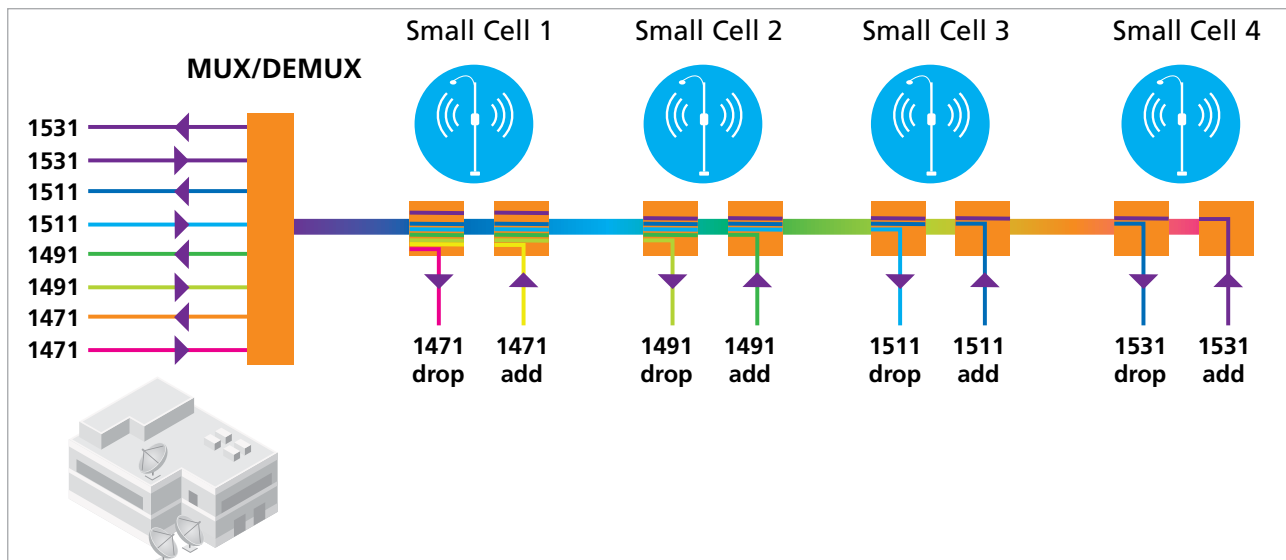 Small Cell 1
Small Cell 2
Small Cell 3
Small Cell 4
MUX/DEMUX
1531
1531
1511
1511
1491
1491
1471
1471
1471
drop
1471
add
1491
drop
1491
add
1511
drop
1511
add
1531
drop
1531
add